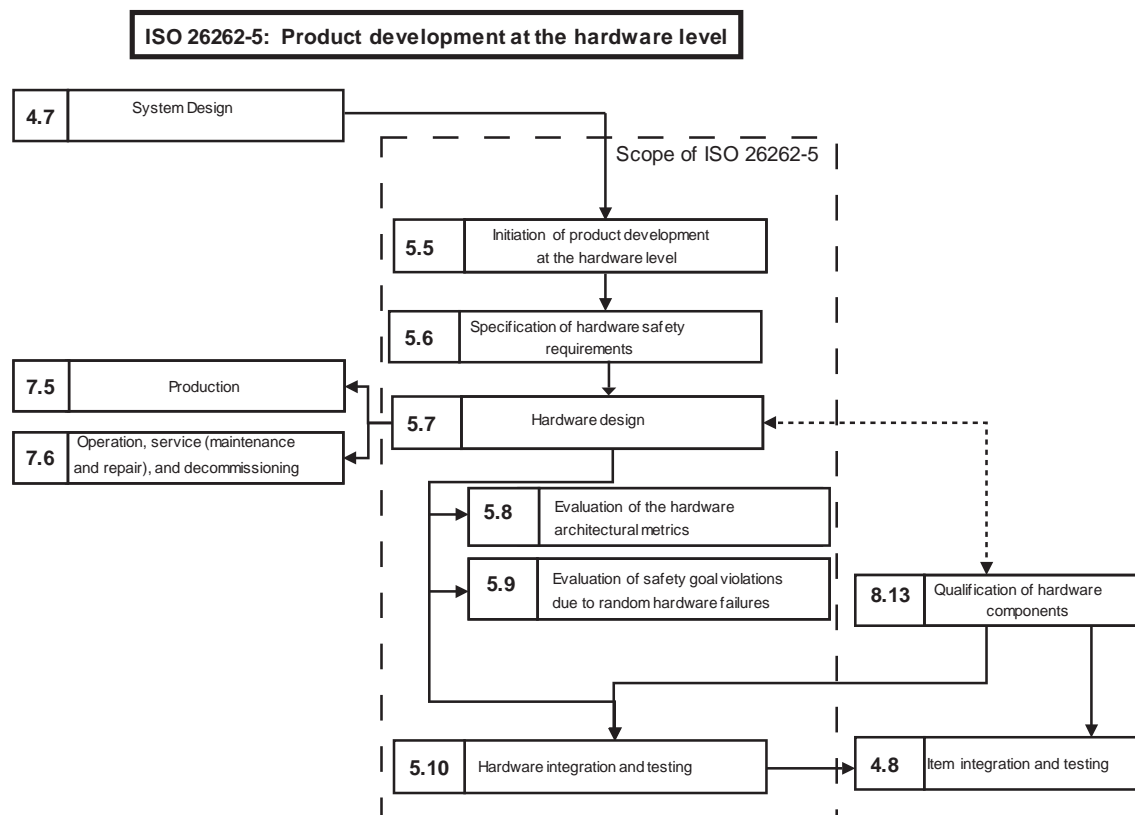 ISO 26262-5: Product development at the hardware level
4.7
System Design
Scope of ISO 26262-5
5.5
Initiation of product development
at the hardware level
5.6
Specification of hardware safety
requirements
7.5
Production
5.7
Hardware design
7.6
Operation, service (maintenance
and repair), and decommissioning
5.8
Evaluation of the hardware
architectural metrics
5.9
Evaluation of safety goal violations
due to random hardware failures
8.13
Qualification of hardware
components
5.10
Hardware integration and testing
4.8
Item integration and testing